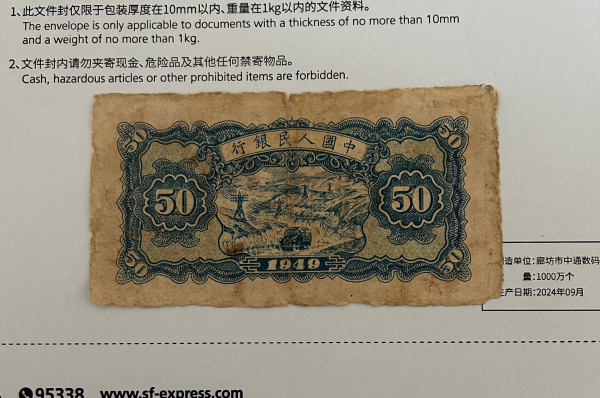 1、此文件封仅限于包装厚度在10mm以内、重量在1kg以内的文件资料。
The envelope is only applicable to documents with a thickness of no more than 10mm
and a weight of no more than 1kg.
2、文件封内请勿夹寄现金、危险品及其他任何禁寄物品。
Cash, hazardous articles or other prohibited items are forbidden.
50 50
行銀民人國中
50 50
1949
50 50
造单位:廊坊市中通数码
量:1000万个
生产日期:2024年09月
95338 www.sf-express.com